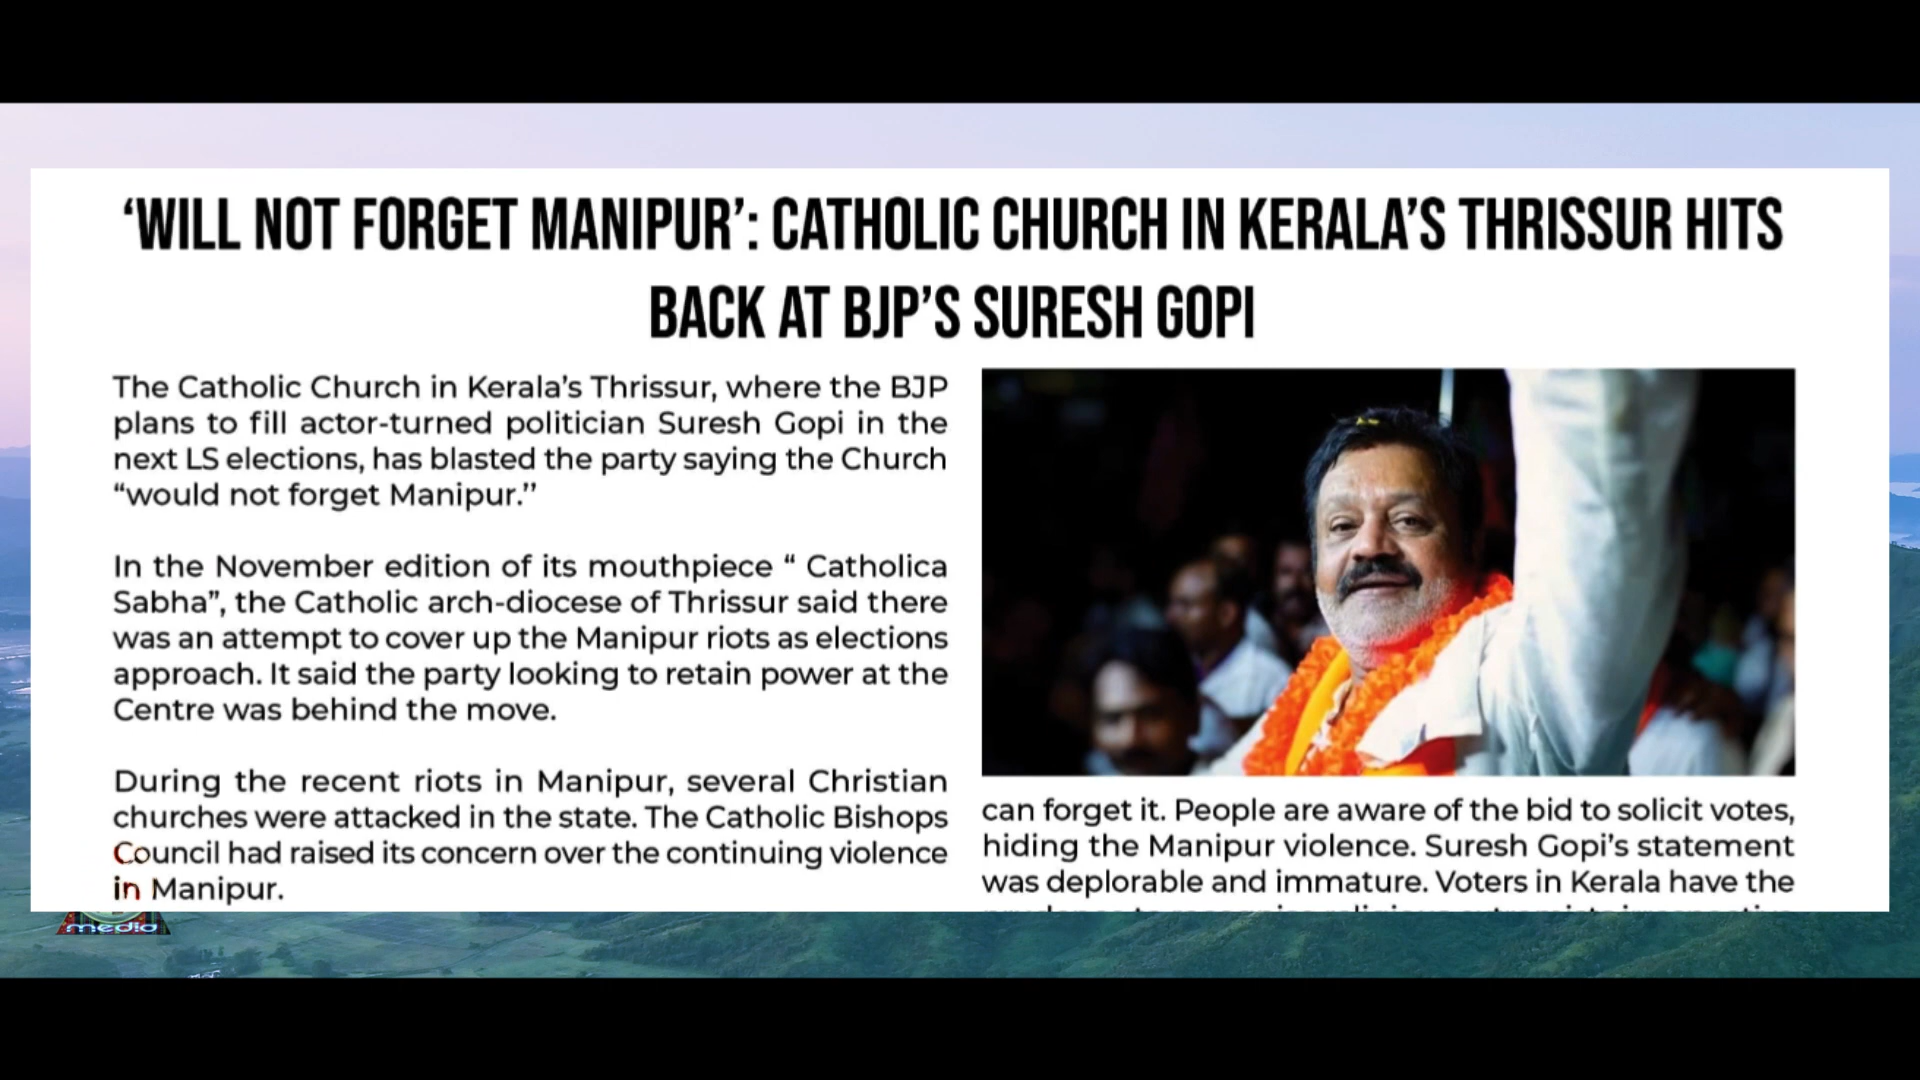 ‘WILL NOT FORGET MANIPUR’: CATHOLIC CHURCH IN KERALA’S THRISSUR HITS
BACK AT BJP’S SURESH GOPI
The Catholic Church in Kerala’s Thrissur, where the BJP
plans to fill actor-turned politician Suresh Gopi in the
next LS elections, has blasted the party saying the Church
“would not forget Manipur.”
In the November edition of its mouthpiece “ Catholica
Sabha”, the Catholic arch-diocese of Thrissur said there
was an attempt to cover up the Manipur riots as elections
approach. It said the party looking to retain power at the
Centre was behind the move.
During the recent riots in Manipur, several Christian
churches were attacked in the state. The Catholic Bishops
Council had raised its concern over the continuing violence
in Manipur.
can forget it. People are aware of the bid to solicit votes,
hiding the Manipur violence. Suresh Gopi’s statement
was deplorable and immature. Voters in Kerala have the
media